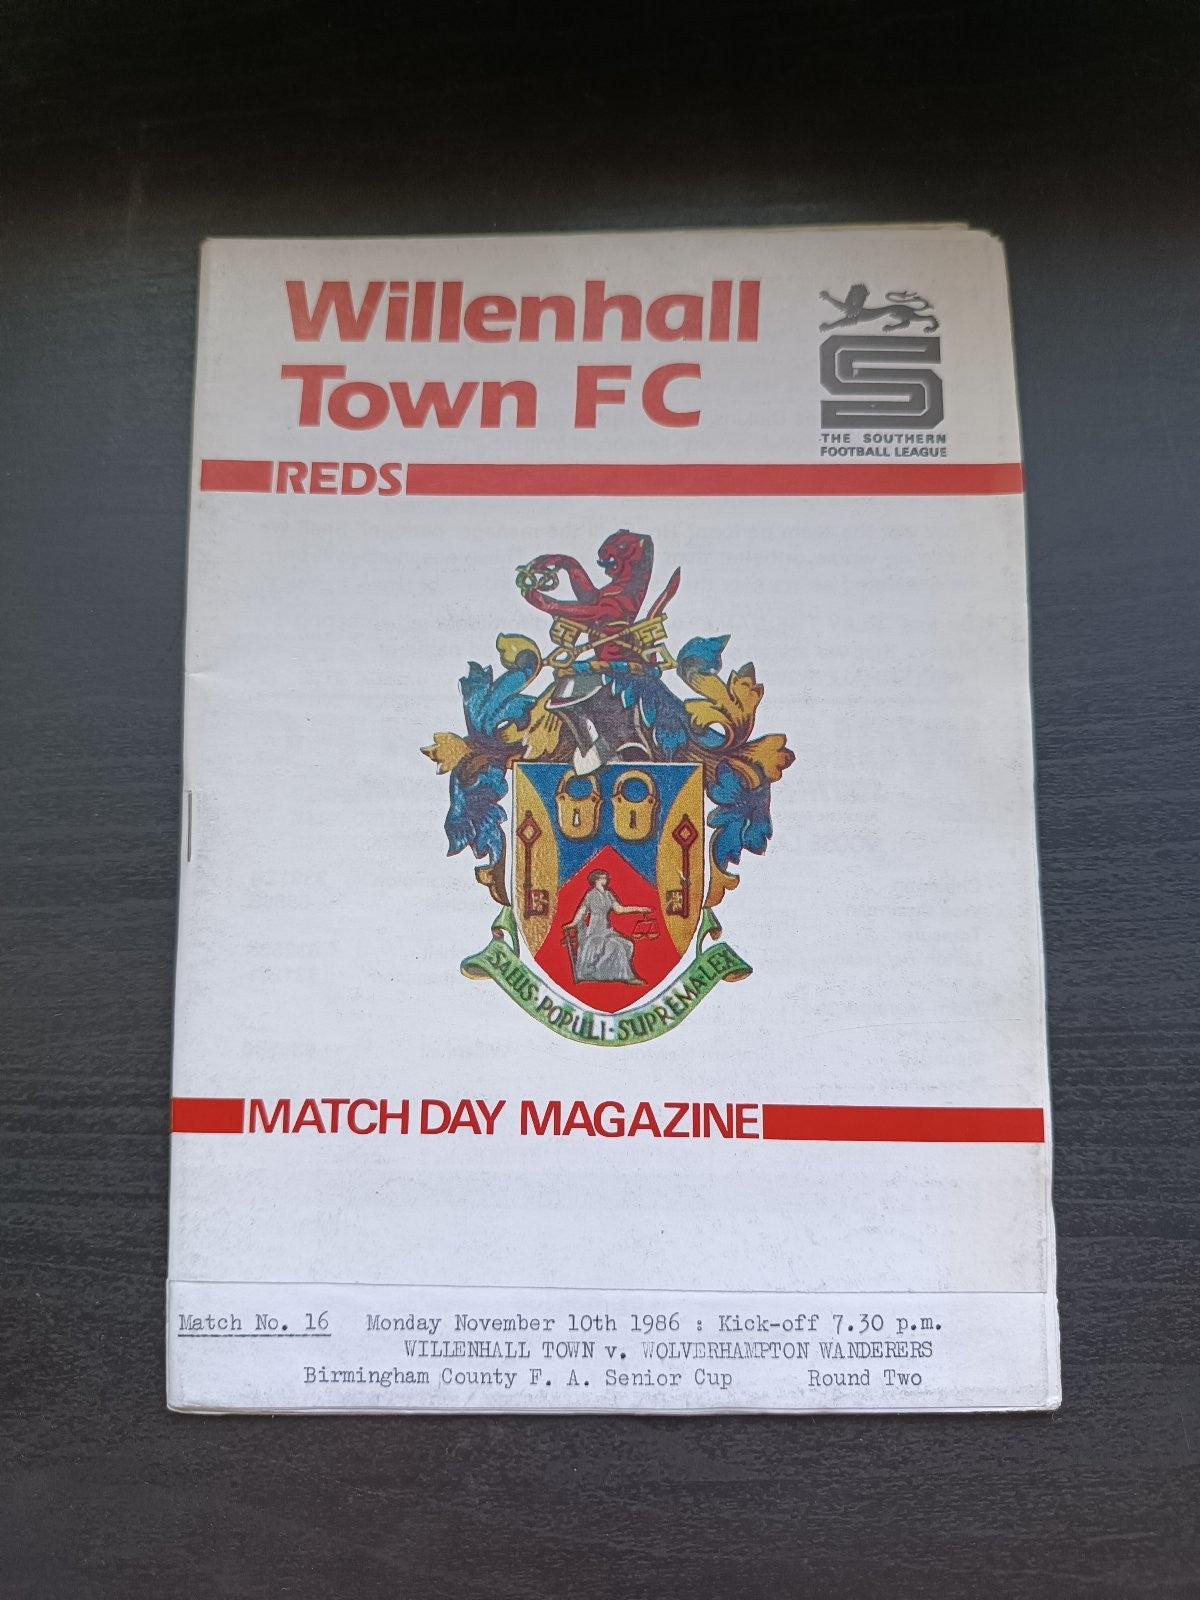 Willenhall
Town FC
THE SOUTHERN
FOOTBALL LEAGUE
REDS
SALUS·POPULI·SUPREMA·LEX
MATCH DAY MAGAZINE
Match No. 16 Monday November 10th 1986 : Kick-off 7.30 p.m.
WILLENHALL TOWN v. WOLVERHAMPTON WANDERERS
Birmingham County F. A. Senior Cup Round Two